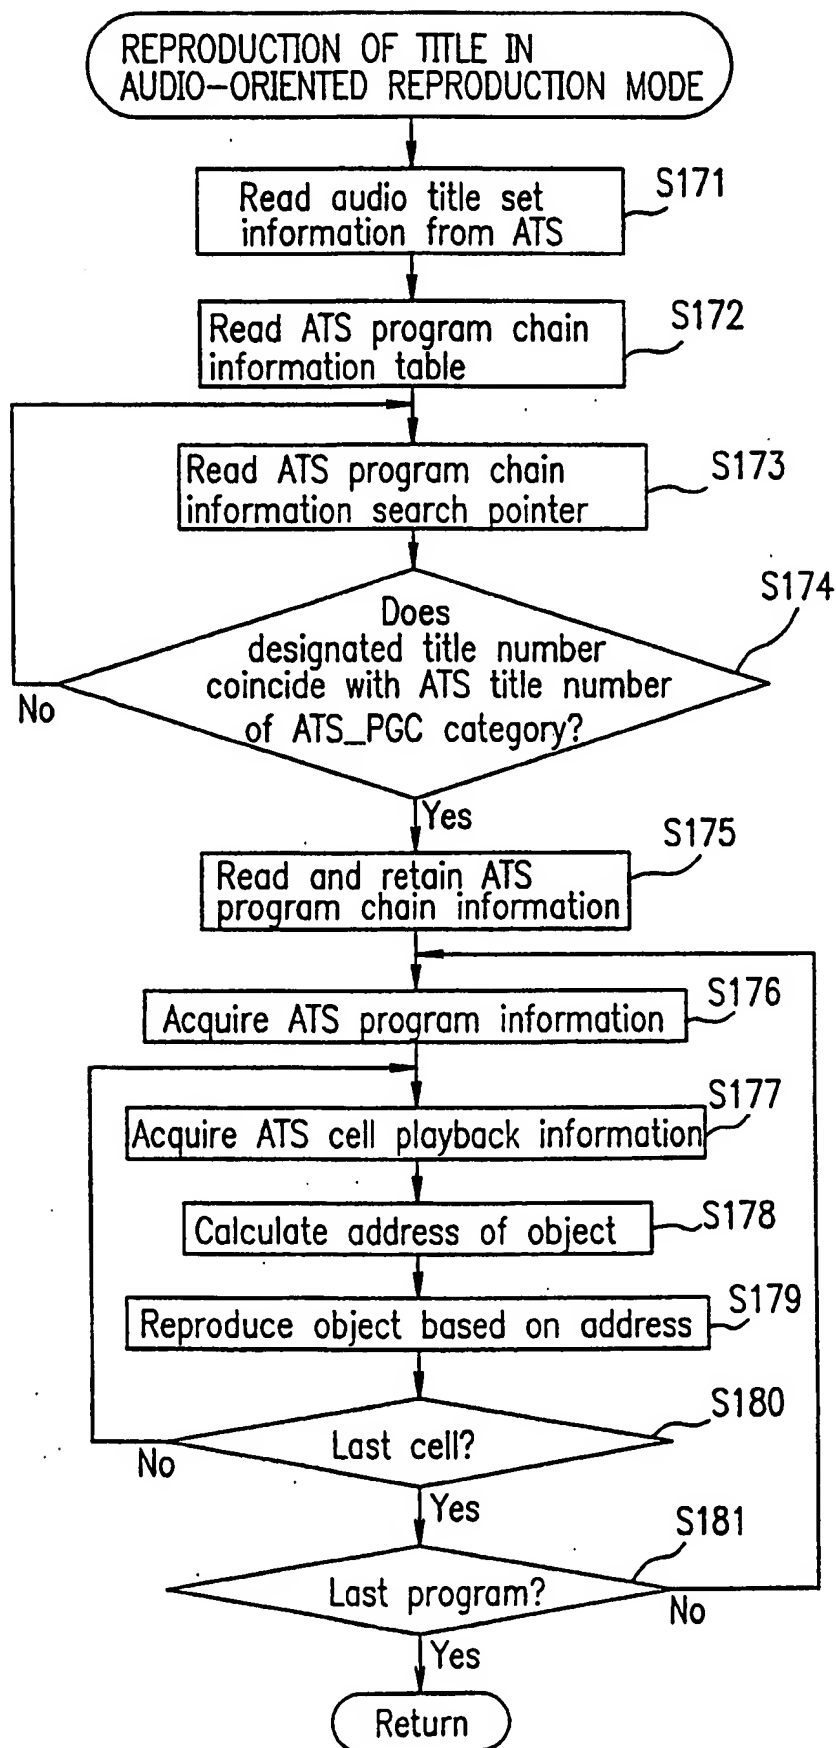 REPRODUCTION OF TITLE IN
AUDIO-ORIENTED REPRODUCTION MODE
Read audio title set
information from ATS
S171
Read ATS program chain
information table
S172
Read ATS program chain
information search pointer
S173
Does
designated title number
coincide with ATS title number
of ATS_PGC category?
S174
No
Yes
Read and retain ATS
program chain information
S175
Acquire ATS program information
S176
Acquire ATS cell playback information
S177
Calculate address of object
S178
Reproduce object based on address
S179
Last cell?
S180
No
Yes
Last program?
S181
No
Yes
Return